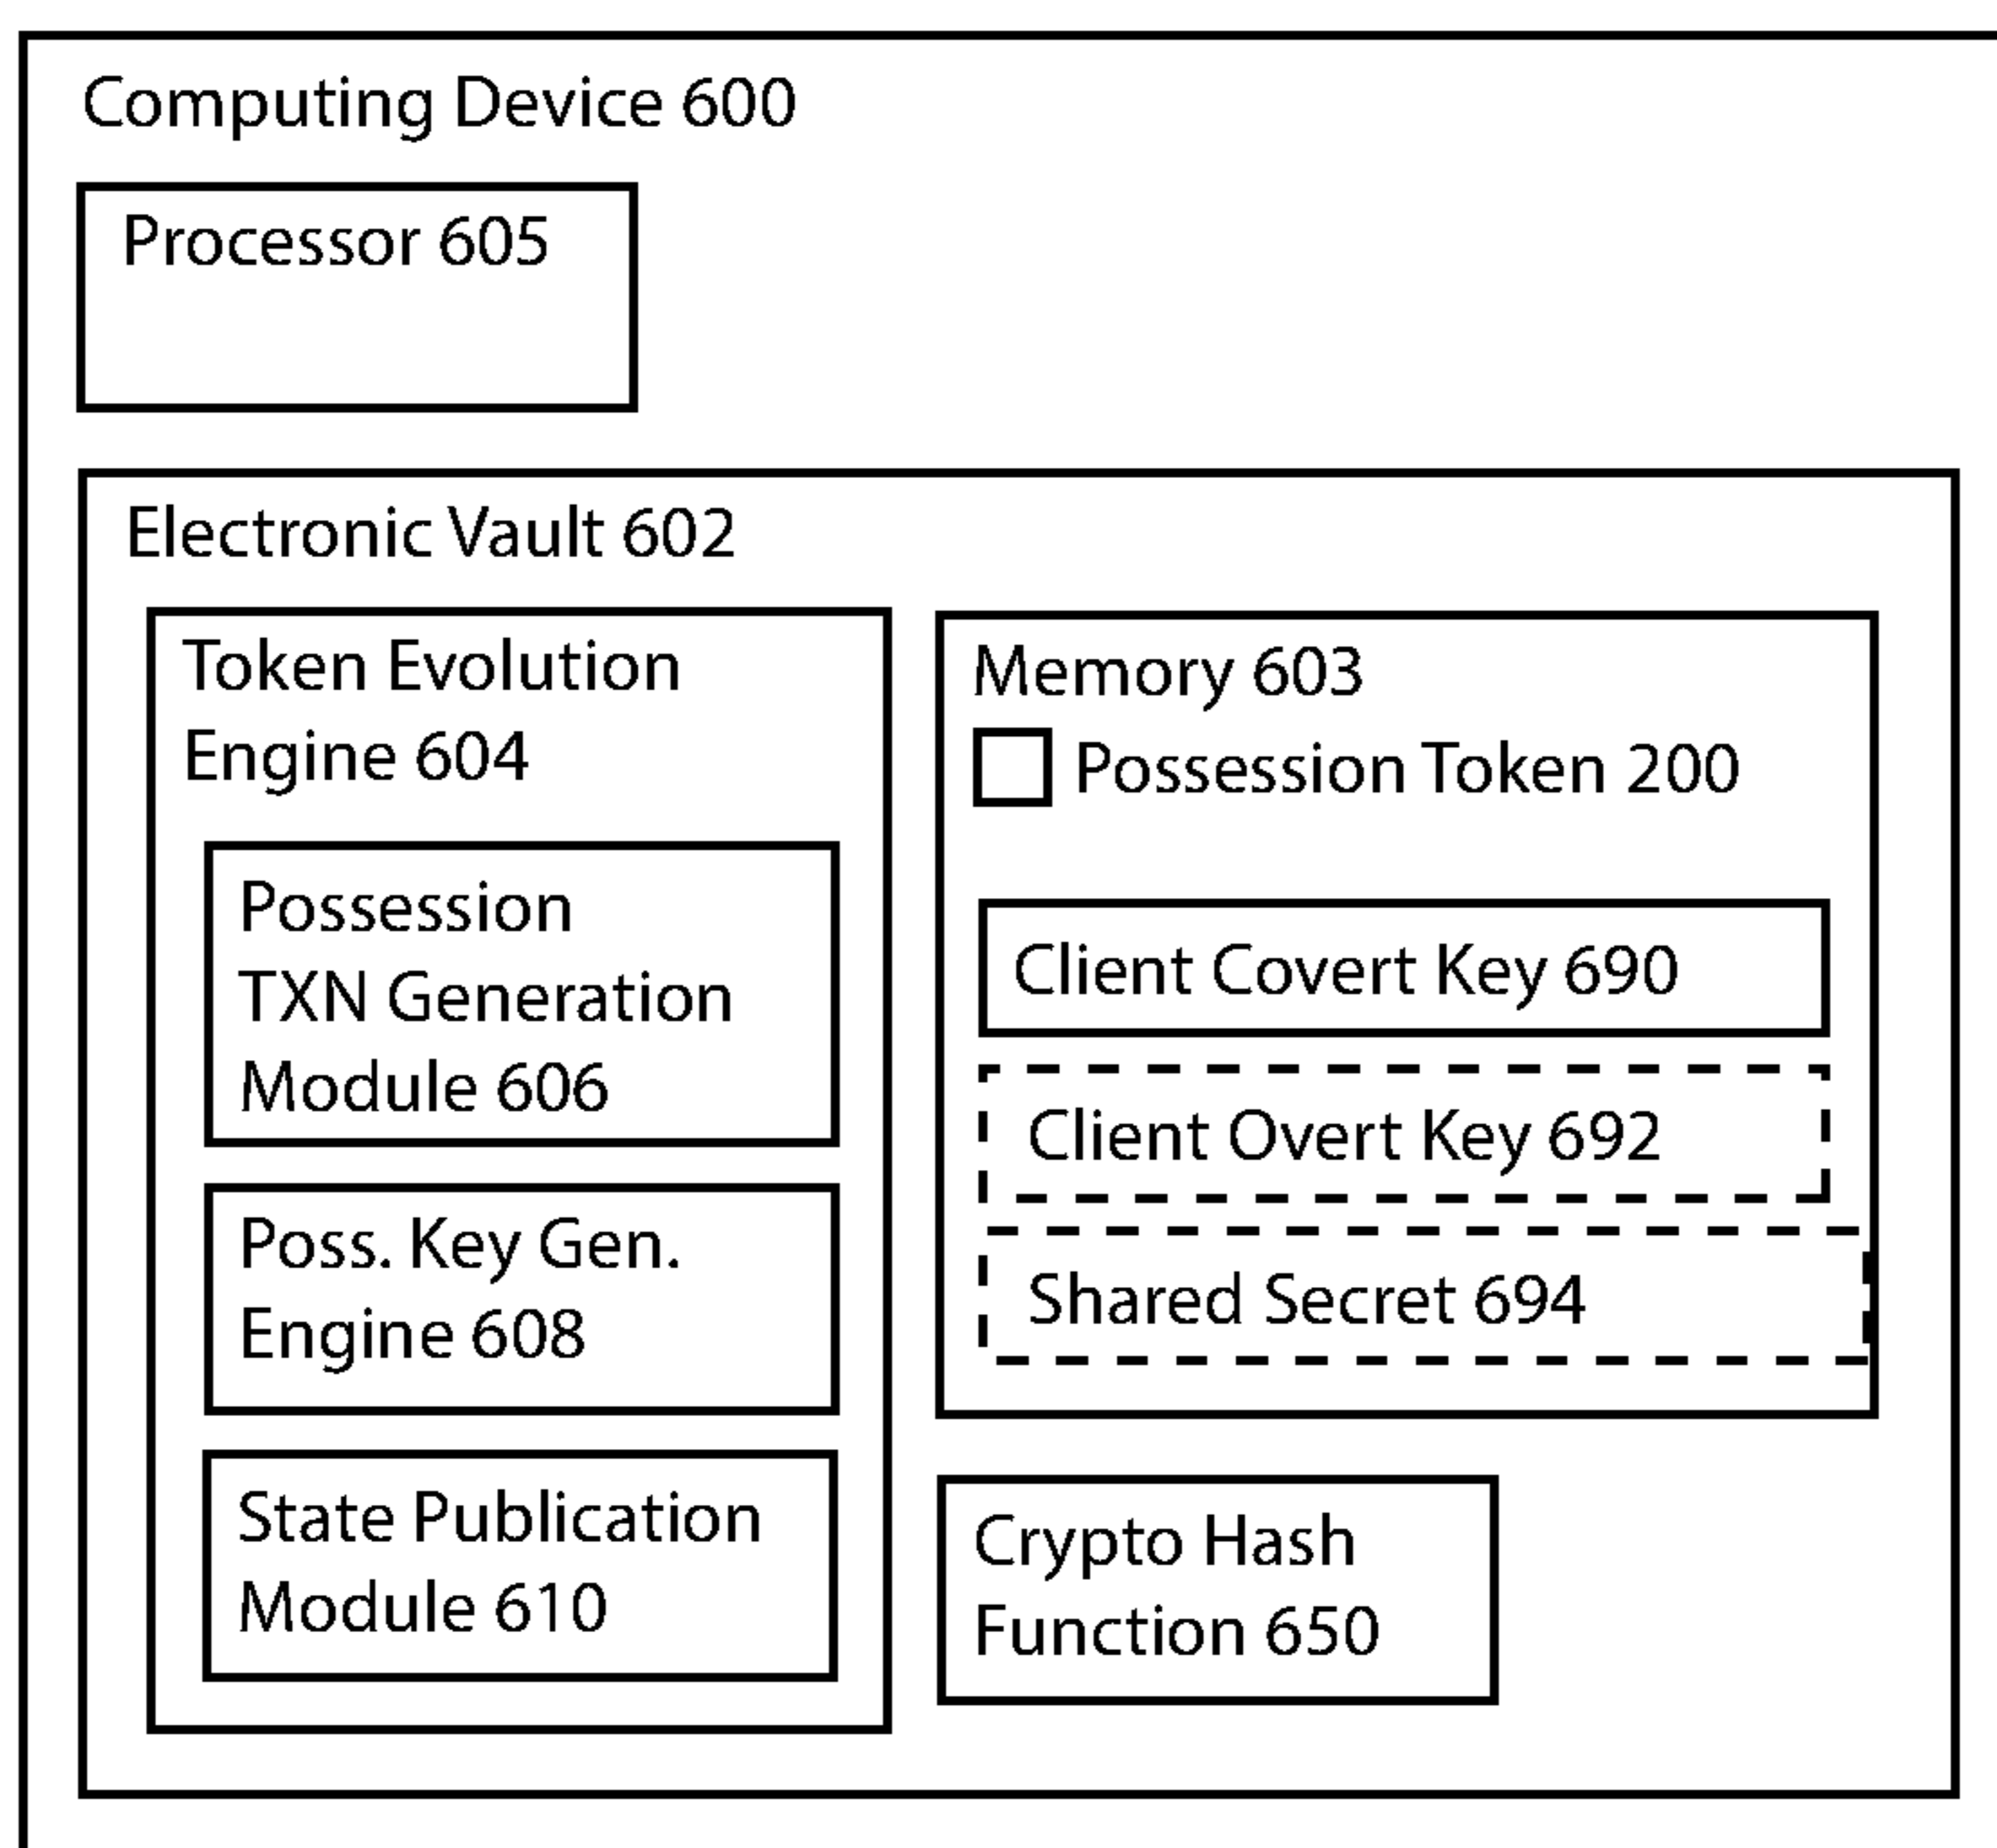 Computing Device 600
Processor 605
Electronic Vault 602
Token Evolution
Engine 604
Possession
TXN Generation
Module 606
Poss. Key Gen.
Engine 608
State Publication
Module 610
Memory 603
Possession Token 200
Client Covert Key 690
Client Overt Key 692
Shared Secret 694
Crypto Hash
Function 650